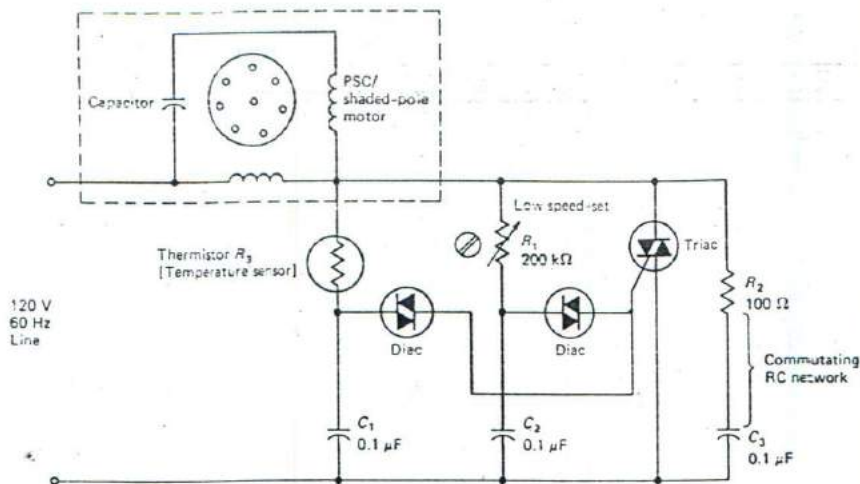 Capacitor
PSC/
shaded-pole
motor
Low speed-set
R₁
200 kΩ
Triac
Thermistor R₃
[Temperature sensor]
R₂
100 Ω
120 V
60 Hz
Line
Diac
Diac
Commutating
RC network
C₁
0.1 μF
C₂
0.1 μF
C₃
0.1 μF